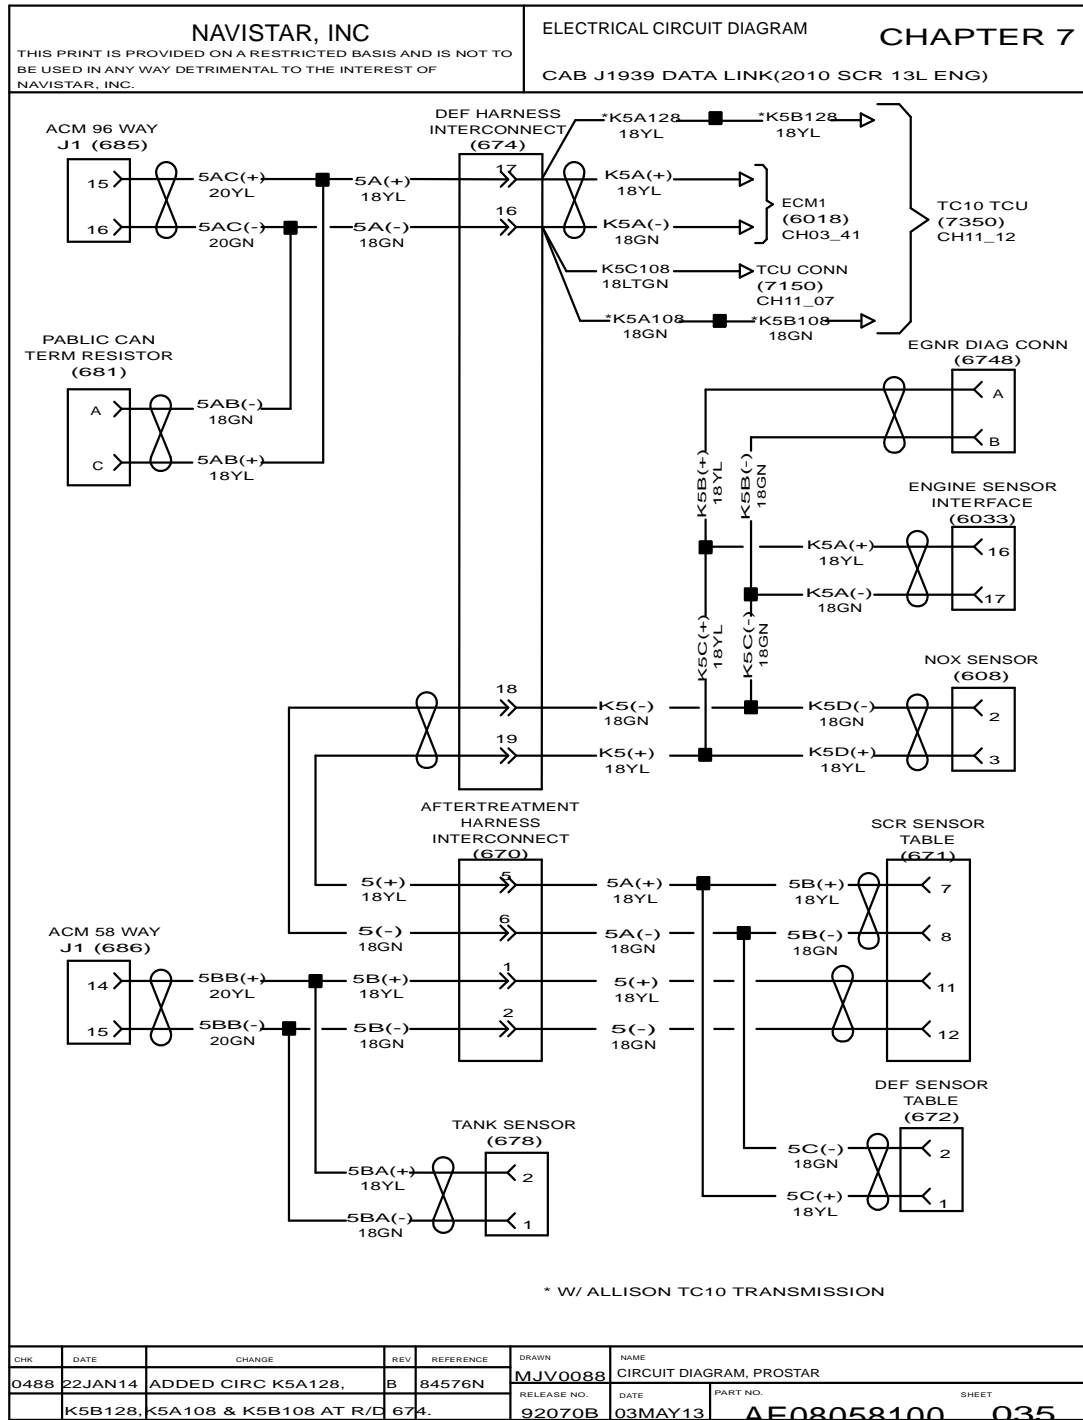 NAVISTAR, INC
THIS PRINT IS PROVIDED ON A RESTRICTED BASIS AND IS NOT TO
BE USED IN ANY WAY DETRIMENTAL TO THE INTEREST OF
NAVISTAR, INC.
ELECTRICAL CIRCUIT DIAGRAM
CHAPTER 7
CAB J1939 DATA LINK(2010 SCR 13L ENG)
ACM 96 WAY
J1 (685)
15
16
5AC(+)
20YL
5AC(-)
20GN
5A(+)
18YL
5A(-)
18GN
DEF HARNESS
INTERCONNECT
(674)
17
16
*K5A128
18YL
*K5B128
18YL
K5A(+)
18YL
K5A(-)
18GN
ECM1
(6018)
CH03_41
TC10 TCU
(7350)
CH11_12
K5C108
18LTGN
TCU CONN
(7150)
CH11_07
*K5A108
18GN
*K5B108
18GN
PABLIC CAN
TERM RESISTOR
(681)
A
C
5AB(-)
18GN
5AB(+)
18YL
EGNR DIAG CONN
(6748)
A
B
K5B(+)
18YL
K5B(-)
18GN
ENGINE SENSOR
INTERFACE
(6033)
K5A(+)
18YL
16
K5A(-)
18GN
17
K5C(+)
18YL
K5C(-)
18GN
NOX SENSOR
(608)
18
K5(-)
18GN
K5D(-)
18GN
2
19
K5(+)
18YL
K5D(+)
18YL
3
AFTERTREATMENT
HARNESS
INTERCONNECT
(670)
SCR SENSOR
TABLE
(671)
5(+)
18YL
5
5A(+)
18YL
5B(+)
18YL
7
5(-)
18GN
6
5A(-)
18GN
5B(-)
18GN
8
ACM 58 WAY
J1 (686)
14
5BB(+)
20YL
5B(+)
18YL
1
5(+)
18YL
11
15
5BB(-)
20GN
5B(-)
18GN
2
5(-)
18GN
12
DEF SENSOR
TABLE
(672)
5C(-)
18GN
2
5C(+)
18YL
1
TANK SENSOR
(678)
5BA(+)
18YL
2
5BA(-)
18GN
1
* W/ ALLISON TC10 TRANSMISSION
CHK DATE CHANGE REV REFERENCE
0488 22JAN14 ADDED CIRC K5A128, B 84576N
K5B128, K5A108 & K5B108 AT R/D 674.
DRAWN
MJV0088
NAME
CIRCUIT DIAGRAM, PROSTAR
RELEASE NO.
92070B
DATE
03MAY13
PART NO.
AE08058100
SHEET
035